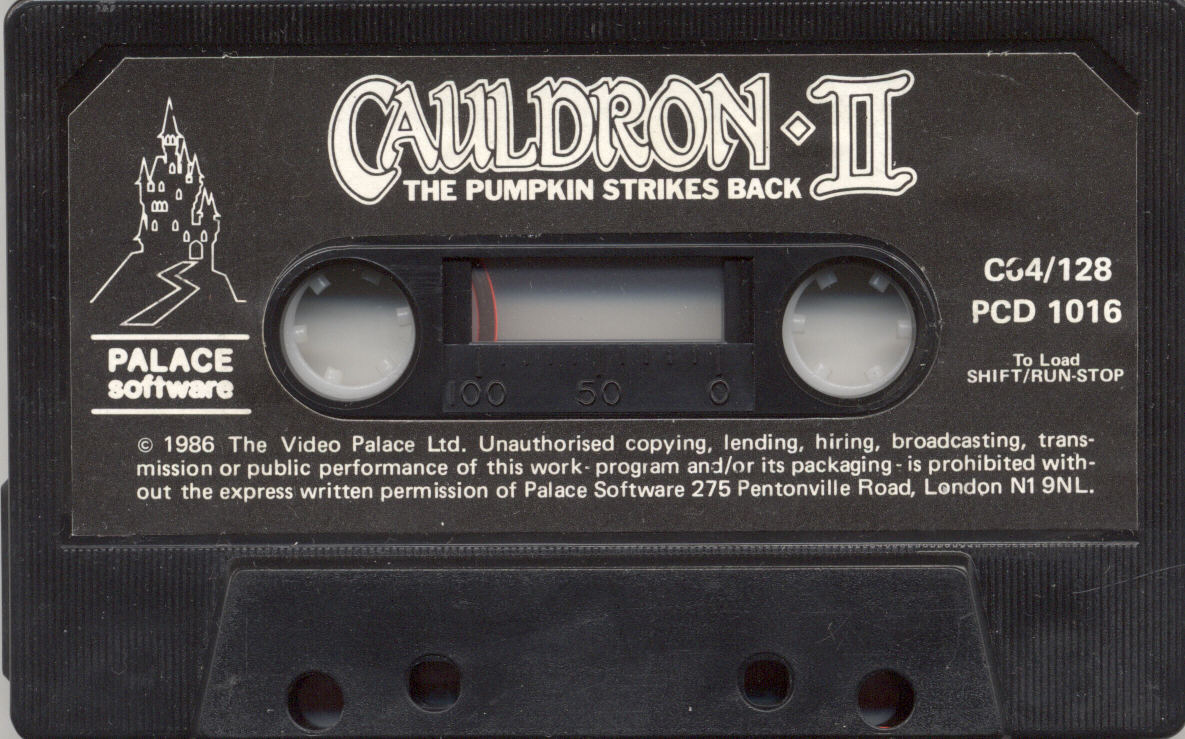 CAULDRON · II
THE PUMPKIN STRIKES BACK
C64/128
PCD 1016
To Load
SHIFT/RUN-STOP
PALACE
software
100 50 0
© 1986 The Video Palace Ltd. Unauthorised copying, lending, hiring, broadcasting, trans-
mission or public performance of this work- program and/or its packaging- is prohibited with-
out the express written permission of Palace Software 275 Pentonville Road, London N1 9NL.